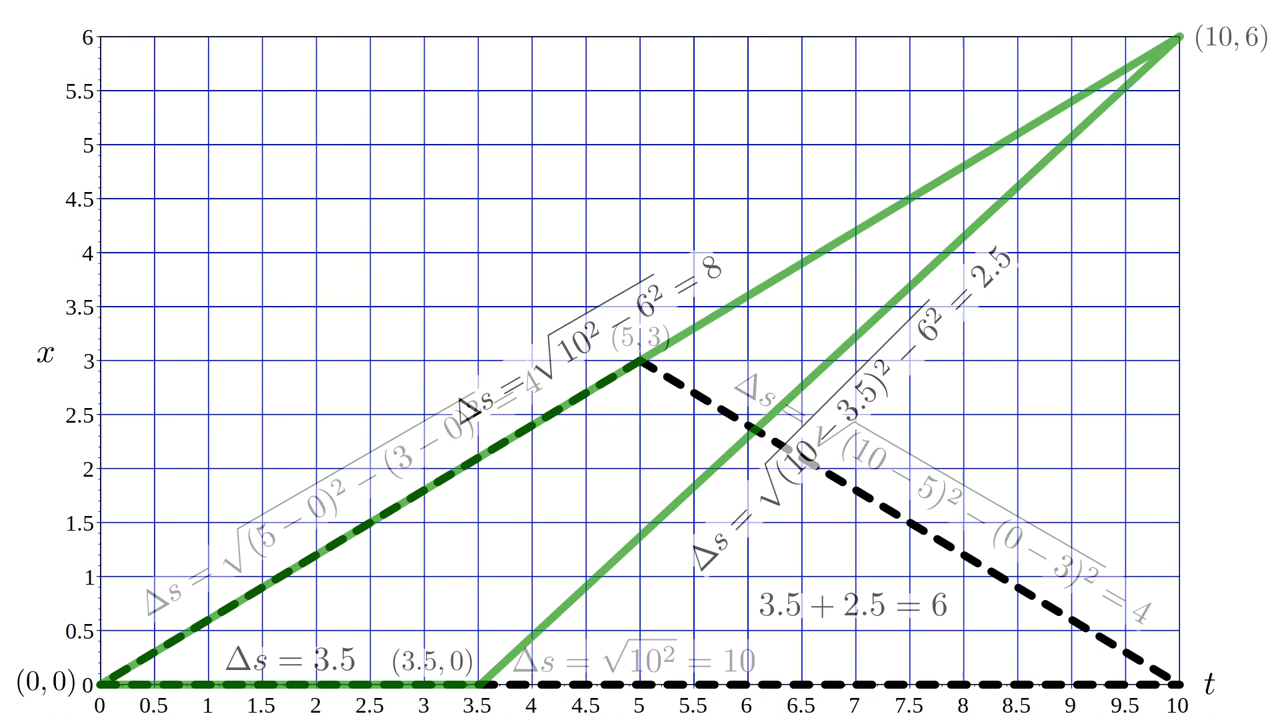 6
(10, 6)
5.5
5
4.5
4
3.5
Δs = √(10² − 6²) = 8
(5, 3)
Δs = √((10 − 3.5)² − 6²) = 2.5
x
3
2.5
Δs = √((5 − 0)² − (3 − 0)²) = 4
Δs = √((10 − 5)² − (0 − 3)²) = 4
2
1.5
1
3.5 + 2.5 = 6
0.5
Δs = 3.5
(3.5, 0)
Δs = √10² = 10
(0, 0)
0
t
0 0.5 1 1.5 2 2.5 3 3.5 4 4.5 5 5.5 6 6.5 7 7.5 8 8.5 9 9.5 10